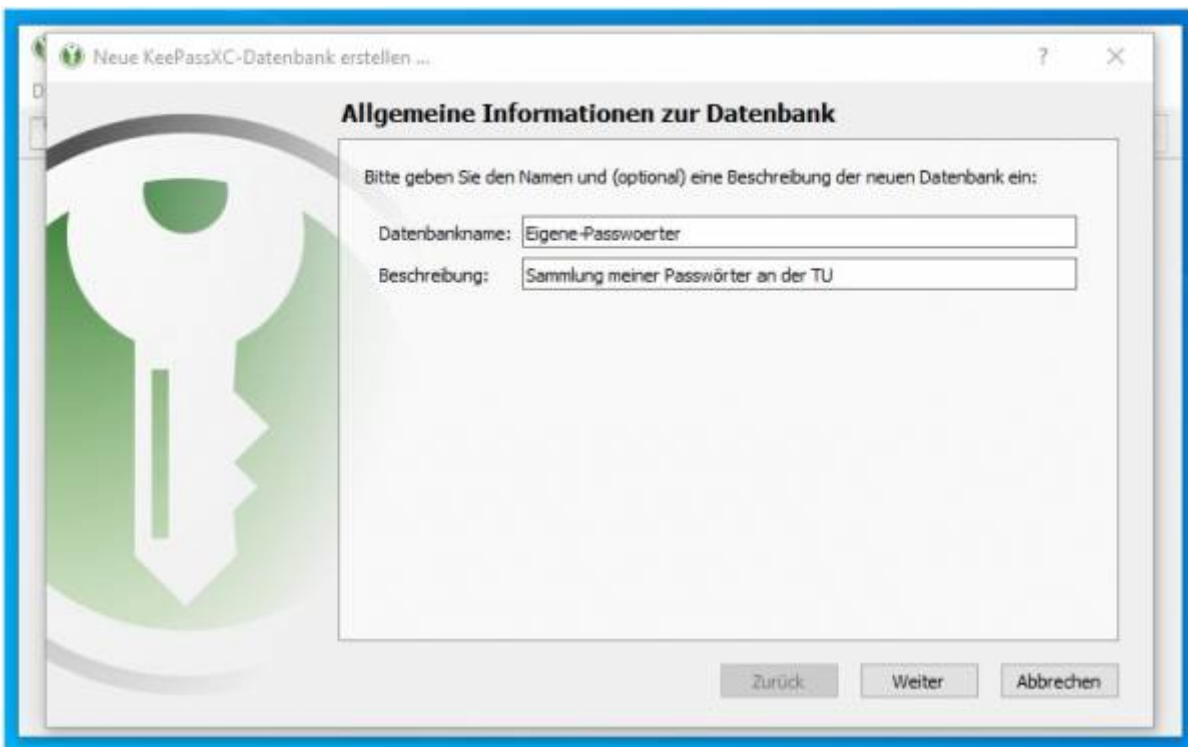 Neue KeePassXC-Datenbank erstellen ...
?
Allgemeine Informationen zur Datenbank
Bitte geben Sie den Namen und (optional) eine Beschreibung der neuen Datenbank ein:
Datenbankname: Eigene-Passwoerter
Beschreibung: Sammlung meiner Passwörter an der TU
Zurück Weiter Abbrechen